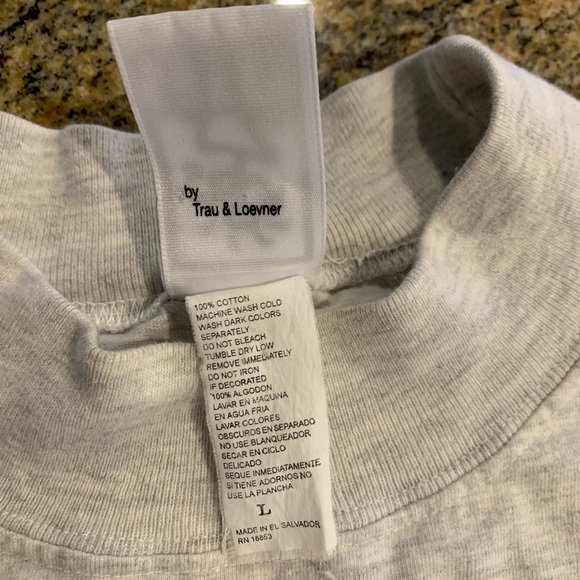 by
Trau & Loevner
100% COTTON
MACHINE WASH COLD
WASH DARK COLORS
SEPARATELY
DO NOT BLEACH
TUMBLE DRY LOW
REMOVE IMMEDIATELY
DO NOT IRON
IF DECORATED
100% ALGODON
LAVAR EN MAQUINA
EN AGUA FRIA
LAVAR COLORES
OBSCUROS EN SEPARADO
NO USE BLANQUEADOR
SECAR EN CICLO
DELICADO
SEQUE INMEDIATAMENTE
SI TIENE ADORNOS NO
USE LA PLANCHA
L
MADE IN EL SALVADOR
RN 16853